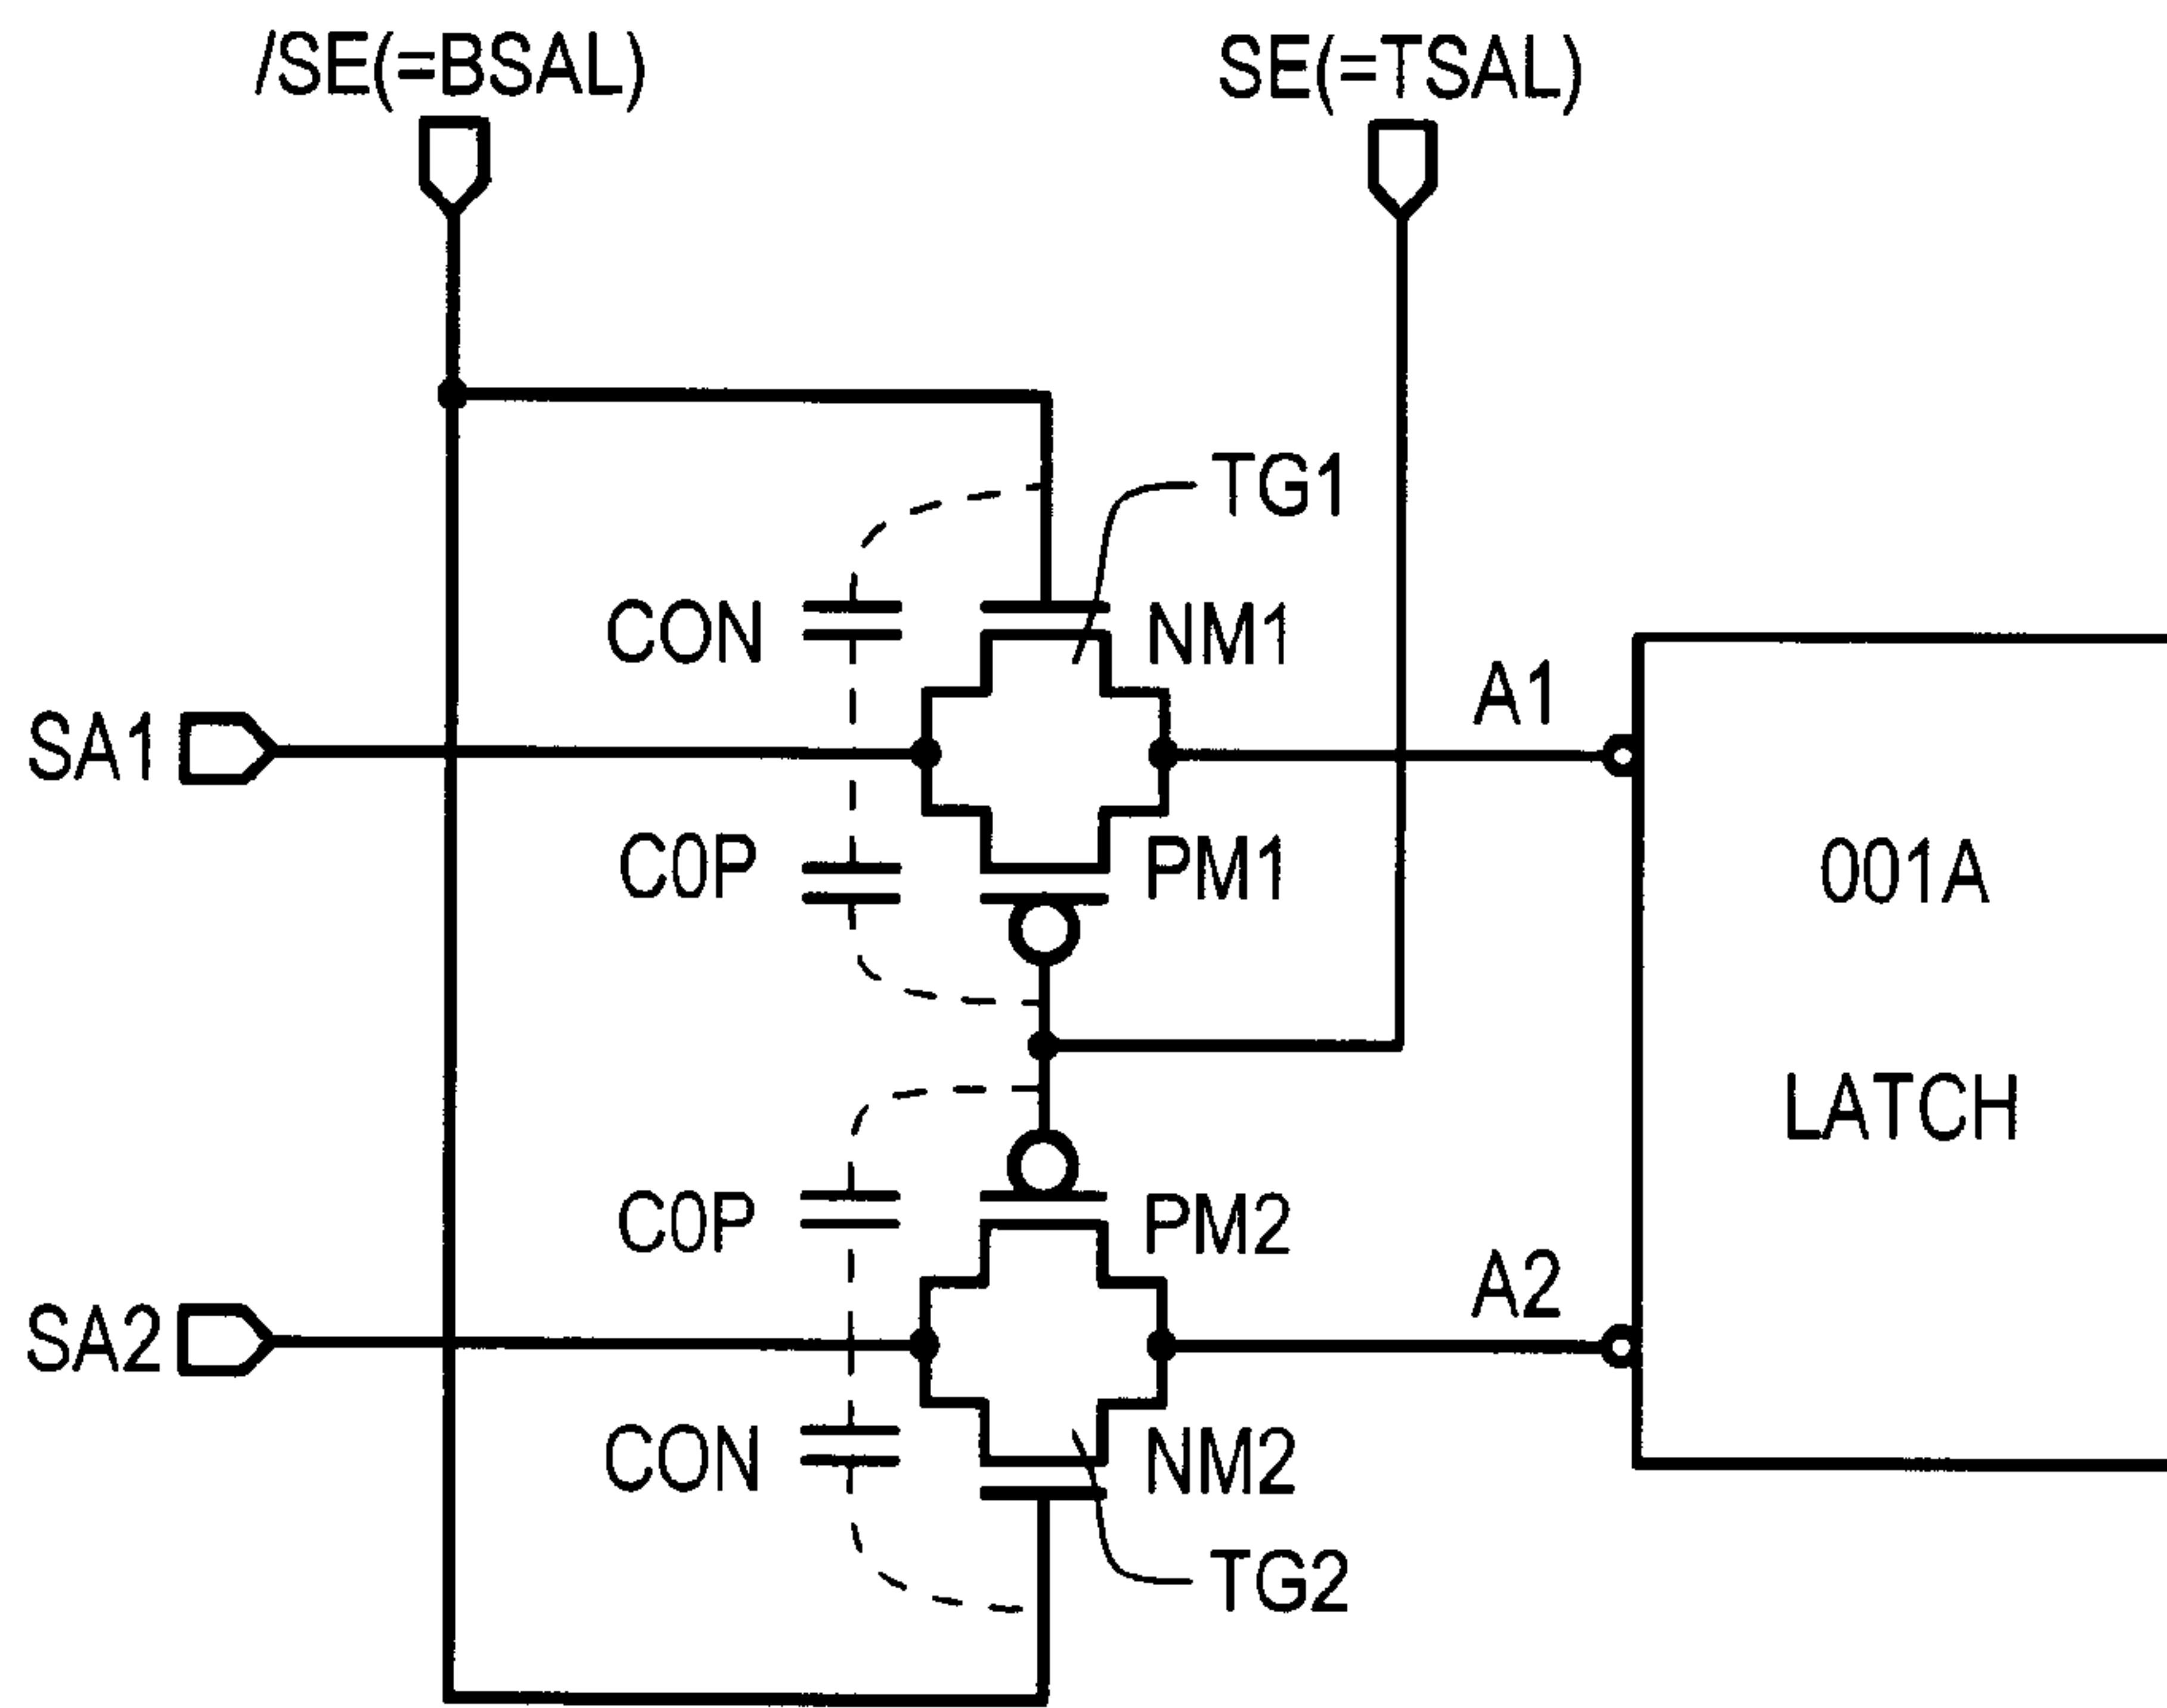 /SE(=BSAL)
SE(=TSAL)
TG1
CON
NM1
A1
SA1
C0P
PM1
001A
LATCH
C0P
PM2
A2
SA2
CON
NM2
TG2